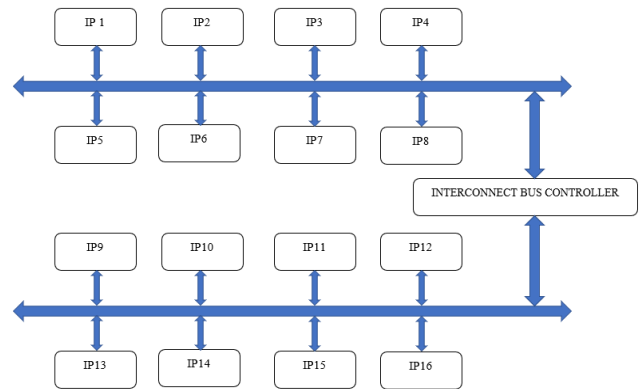 IP 1
IP2
IP3
IP4
IP5
IP6
IP7
IP8
INTERCONNECT BUS CONTROLLER
IP9
IP10
IP11
IP12
IP13
IP14
IP15
IP16